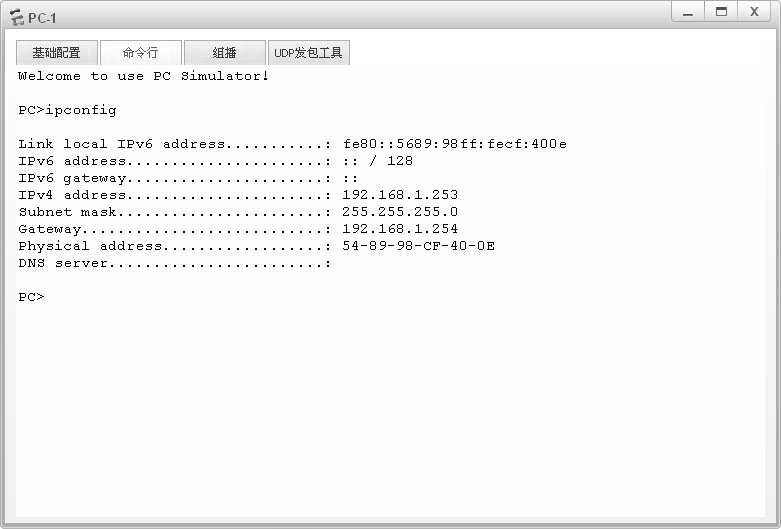 PC-1
X
基础配置 命令行 组播 UDP发包工具
Welcome to use PC Simulator!
PC>ipconfig
Link local IPv6 address...........: fe80::5689:98ff:fecf:400e
IPv6 address......................: :: / 128
IPv6 gateway......................: ::
IPv4 address......................: 192.168.1.253
Subnet mask.......................: 255.255.255.0
Gateway...........................: 192.168.1.254
Physical address..................: 54-89-98-CF-40-0E
DNS server........................:
PC>